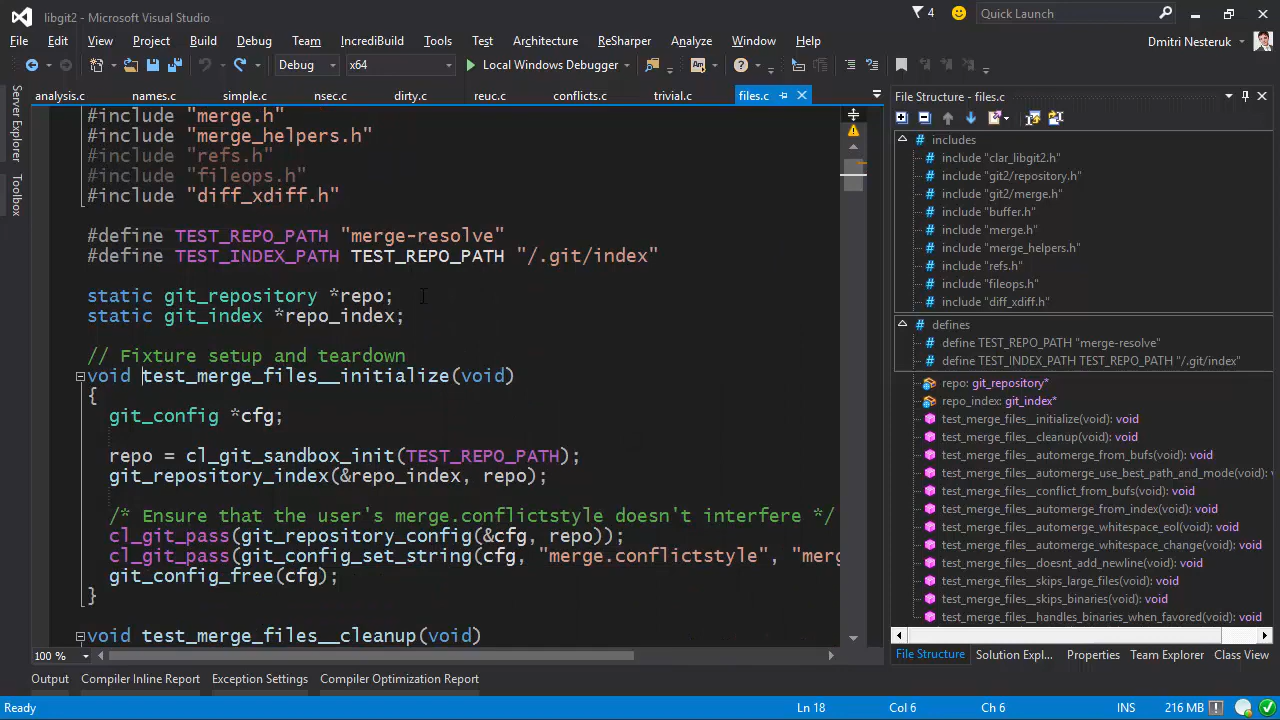 libgit2 - Microsoft Visual Studio
4
Quick Launch
File Edit View Project Build Debug Team IncrediBuild Tools Test Architecture ReSharper Analyze Window Help
Dmitri Nesteruk
Debug x64 Local Windows Debugger
Server Explorer
Toolbox
analysis.c names.c simple.c nsec.c dirty.c reuc.c conflicts.c trivial.c files.c
#include "merge.h"
#include "merge_helpers.h"
#include "refs.h"
#include "fileops.h"
#include "diff_xdiff.h"
#define TEST_REPO_PATH "merge-resolve"
#define TEST_INDEX_PATH TEST_REPO_PATH "/.git/index"
static git_repository *repo;
static git_index *repo_index;
// Fixture setup and teardown
void test_merge_files__initialize(void)
{
git_config *cfg;
repo = cl_git_sandbox_init(TEST_REPO_PATH);
git_repository_index(&repo_index, repo);
/* Ensure that the user's merge.conflictstyle doesn't interfere */
cl_git_pass(git_repository_config(&cfg, repo));
cl_git_pass(git_config_set_string(cfg, "merge.conflictstyle", "merg
git_config_free(cfg);
}
void test_merge_files__cleanup(void)
100 %
File Structure - files.c
includes
include "clar_libgit2.h"
include "git2/repository.h"
include "git2/merge.h"
include "buffer.h"
include "merge.h"
include "merge_helpers.h"
include "refs.h"
include "fileops.h"
include "diff_xdiff.h"
defines
define TEST_REPO_PATH "merge-resolve"
define TEST_INDEX_PATH TEST_REPO_PATH "/.git/index"
repo: git_repository*
repo_index: git_index*
test_merge_files__initialize(void): void
test_merge_files__cleanup(void): void
test_merge_files__automerge_from_bufs(void): void
test_merge_files__automerge_use_best_path_and_mode(void):
test_merge_files__conflict_from_bufs(void): void
test_merge_files__automerge_from_index(void): void
test_merge_files__automerge_whitespace_eol(void): void
test_merge_files__automerge_whitespace_change(void): void
test_merge_files__doesnt_add_newline(void): void
test_merge_files__skips_large_files(void): void
test_merge_files__skips_binaries(void): void
test_merge_files__handles_binaries_when_favored(void): void
File Structure Solution Expl... Properties Team Explorer Class View
Output Compiler Inline Report Exception Settings Compiler Optimization Report
Ready Ln 18 Col 6 Ch 6 INS 216 MB